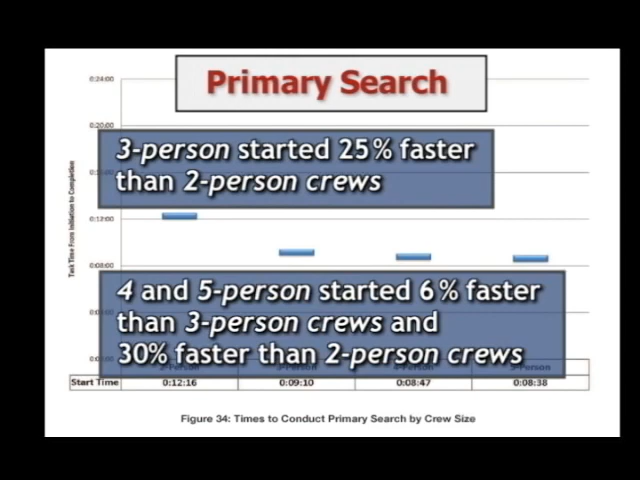 Primary Search
0:24:00
0:20:00
3-person started 25% faster
than 2-person crews
Task Time From Initiation to Completion
0:12:00
0:08:00
4 and 5-person started 6% faster
than 3-person crews and
30% faster than 2-person crews
Start Time 0:12:16 0:09:10 0:08:47 0:08:38
Figure 34: Times to Conduct Primary Search by Crew Size